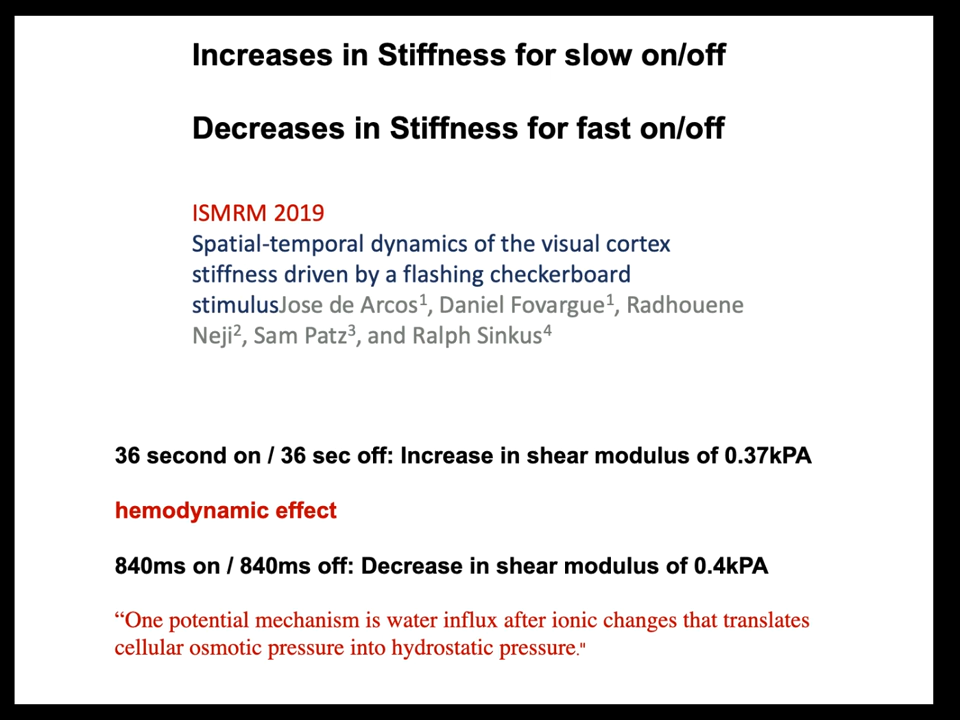 Increases in Stiffness for slow on/off
Decreases in Stiffness for fast on/off
ISMRM 2019
Spatial-temporal dynamics of the visual cortex
stiffness driven by a flashing checkerboard
stimulusJose de Arcos¹, Daniel Fovargue¹, Radhouene
Neji², Sam Patz³, and Ralph Sinkus⁴
36 second on / 36 sec off: Increase in shear modulus of 0.37kPA
hemodynamic effect
840ms on / 840ms off: Decrease in shear modulus of 0.4kPA
“One potential mechanism is water influx after ionic changes that translates
cellular osmotic pressure into hydrostatic pressure."